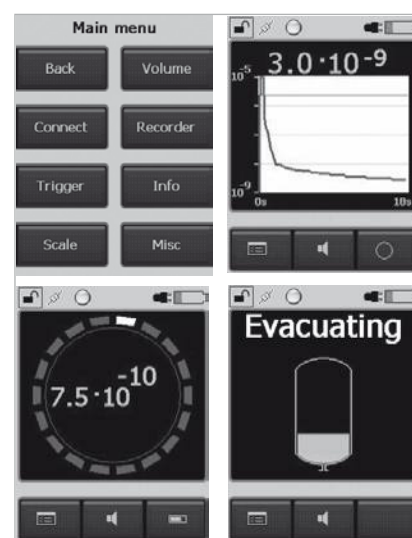 Main menu
Back
Volume
Connect
Recorder
Trigger
Info
Scale
Misc
3.0·10-9
10-5
10-9
0s
10s
7.5·10-10
Evacuating